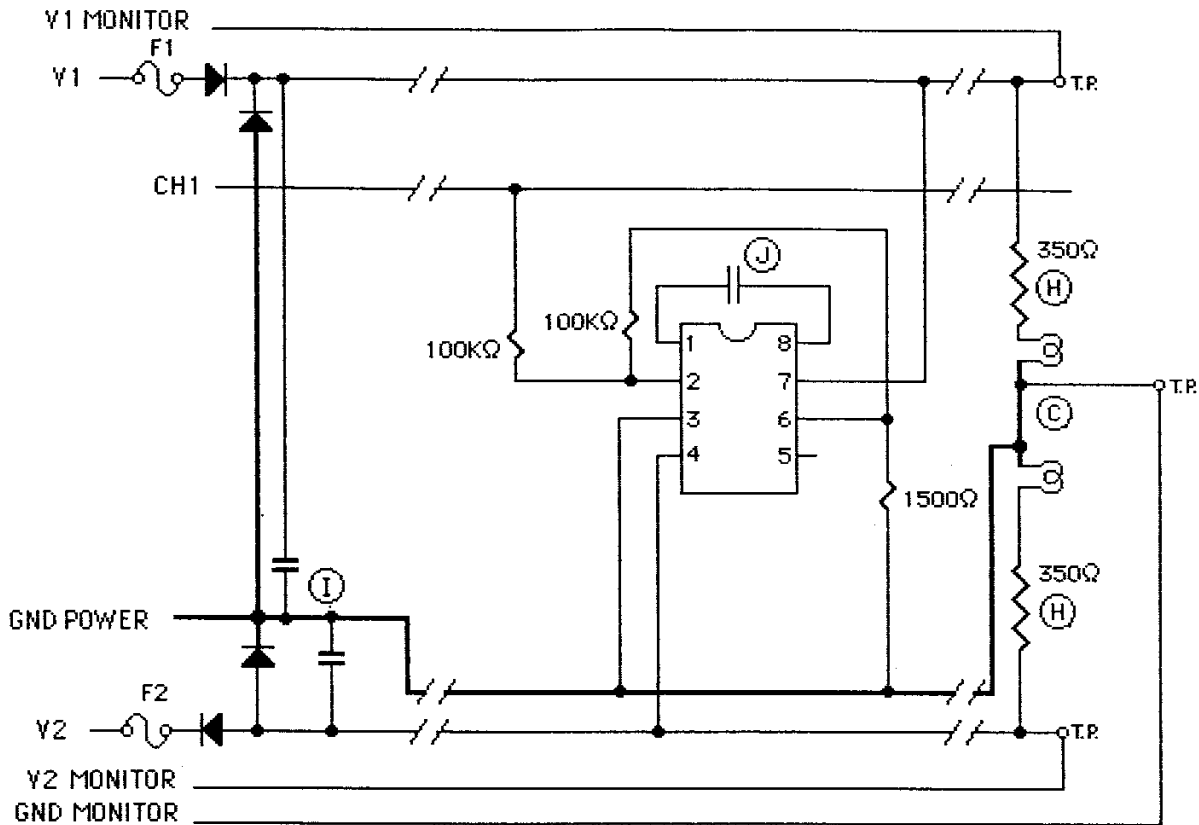 V1 MONITOR
F1
V1
T.P.
CH1
350Ω
H
J
100KΩ
100KΩ
1 8
2 7
3 6
4 5
T.P.
C
1500Ω
350Ω
H
I
GND POWER
F2
V2
T.P.
V2 MONITOR
GND MONITOR